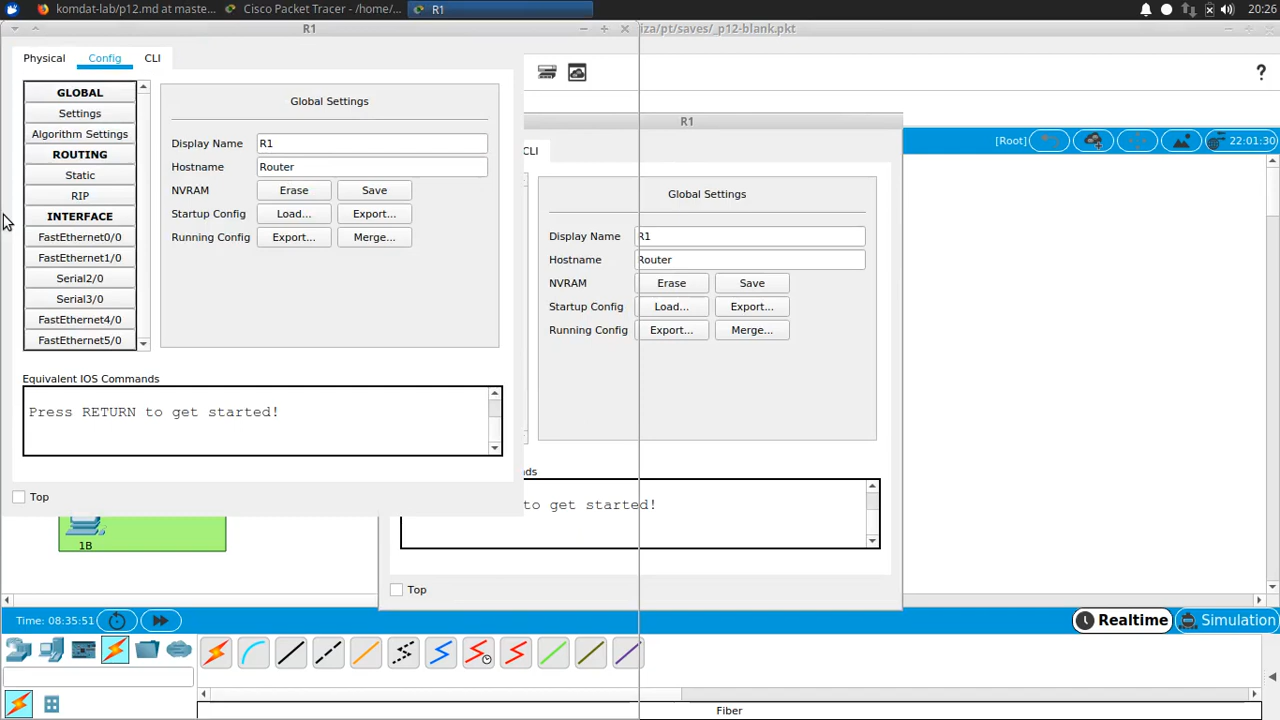 komdat-lab/p12.md at maste...
Cisco Packet Tracer - /home/...
R1
20:26
R1
iza/pt/saves/_p12-blank.pkt
Physical
Config
CLI
GLOBAL
Settings
Algorithm Settings
ROUTING
Static
RIP
INTERFACE
FastEthernet0/0
FastEthernet1/0
Serial2/0
Serial3/0
FastEthernet4/0
FastEthernet5/0
Global Settings
Display Name R1
Hostname Router
NVRAM Erase Save
Startup Config Load... Export...
Running Config Export... Merge...
Equivalent IOS Commands
Press RETURN to get started!
Top
?
R1
CLI
[Root]
22:01:30
Global Settings
Display Name R1
Hostname Router
NVRAM Erase Save
Startup Config Load... Export...
Running Config Export... Merge...
nds
to get started!
Top
1B
Time: 08:35:51
Realtime
Simulation
Fiber